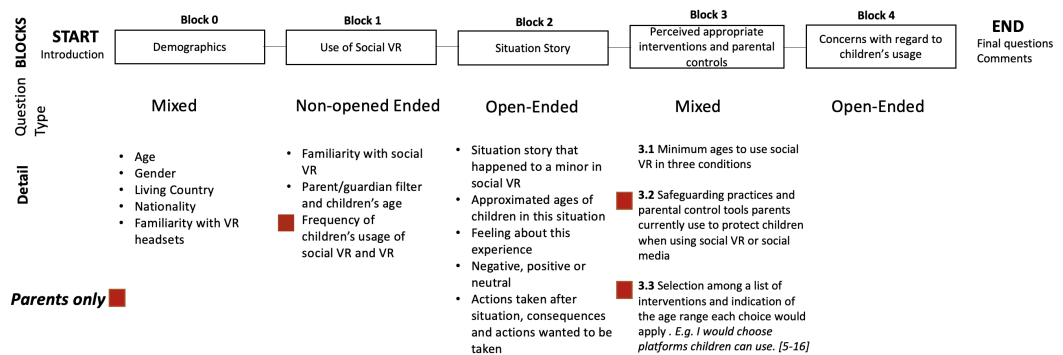 BLOCKS
START
Introduction
Block 0
Demographics
Block 1
Use of Social VR
Block 2
Situation Story
Block 3
Perceived appropriate
interventions and parental
controls
Block 4
Concerns with regard to
children's usage
END
Final questions
Comments
Question
Type
Mixed
Non-opened Ended
Open-Ended
Mixed
Open-Ended
Detail
• Age
• Gender
• Living Country
• Nationality
• Familiarity with VR
headsets
• Familiarity with social
VR
• Parent/guardian filter
and children's age
Frequency of
children's usage of
social VR and VR
• Situation story that
happened to a minor in
social VR
• Approximated ages of
children in this situation
• Feeling about this
experience
• Negative, positive or
neutral
• Actions taken after
situation, consequences
and actions wanted to be
taken
3.1 Minimum ages to use social
VR in three conditions
3.2 Safeguarding practices and
parental control tools parents
currently use to protect children
when using social VR or social
media
3.3 Selection among a list of
interventions and indication of
the age range each choice would
apply . E.g. I would choose
platforms children can use. [5-16]
Parents only